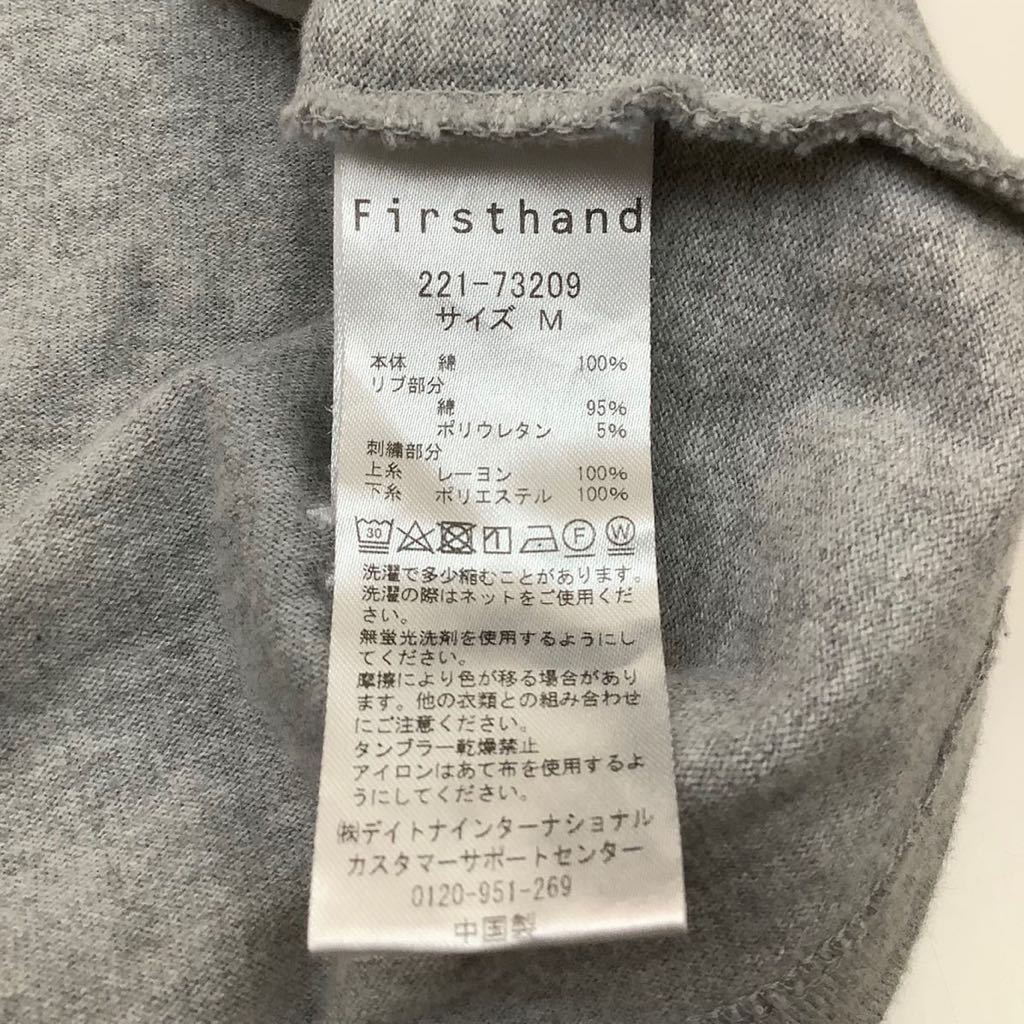 Firsthand
221-73209
サイズ M
本体 綿 100%
リブ部分
綿 95%
ポリウレタン 5%
刺繍部分
上糸 レーヨン 100%
下糸 ポリエステル 100%
30 F W
洗濯で多少縮むことがあります。
洗濯の際はネットをご使用くだ
さい。
無蛍光洗剤を使用するようにし
てください。
摩擦により色が移る場合があり
ます。他の衣類との組み合わせ
にご注意ください。
タンブラー乾燥禁止
アイロンはあて布を使用するよ
うにしてください。
㈱デイトナインターナショナル
カスタマーサポートセンター
0120-951-269
中国製